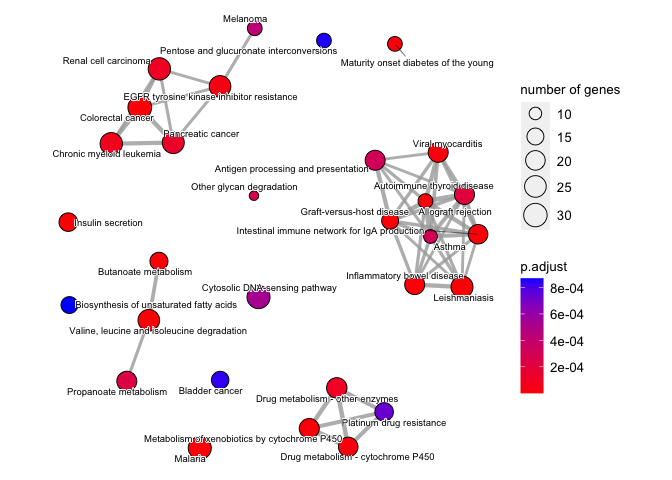 Melanoma
Pentose and glucuronate interconversions
Renal cell carcinoma
Maturity onset diabetes of the young
EGFR tyrosine kinase inhibitor resistance
Colorectal cancer
Pancreatic cancer
Chronic myeloid leukemia
Viral myocarditis
Antigen processing and presentation
Other glycan degradation
Autoimmune thyroid disease
Graft-versus-host disease
Allograft rejection
Insulin secretion
Intestinal immune network for IgA production
Asthma
Butanoate metabolism
Inflammatory bowel disease
Cytosolic DNA-sensing pathway
Leishmaniasis
Biosynthesis of unsaturated fatty acids
Valine, leucine and isoleucine degradation
Propanoate metabolism
Bladder cancer
Drug metabolism - other enzymes
Platinum drug resistance
Metabolism of xenobiotics by cytochrome P450
Malaria
Drug metabolism - cytochrome P450
number of genes
10
15
20
25
30
p.adjust
8e-04
6e-04
4e-04
2e-04